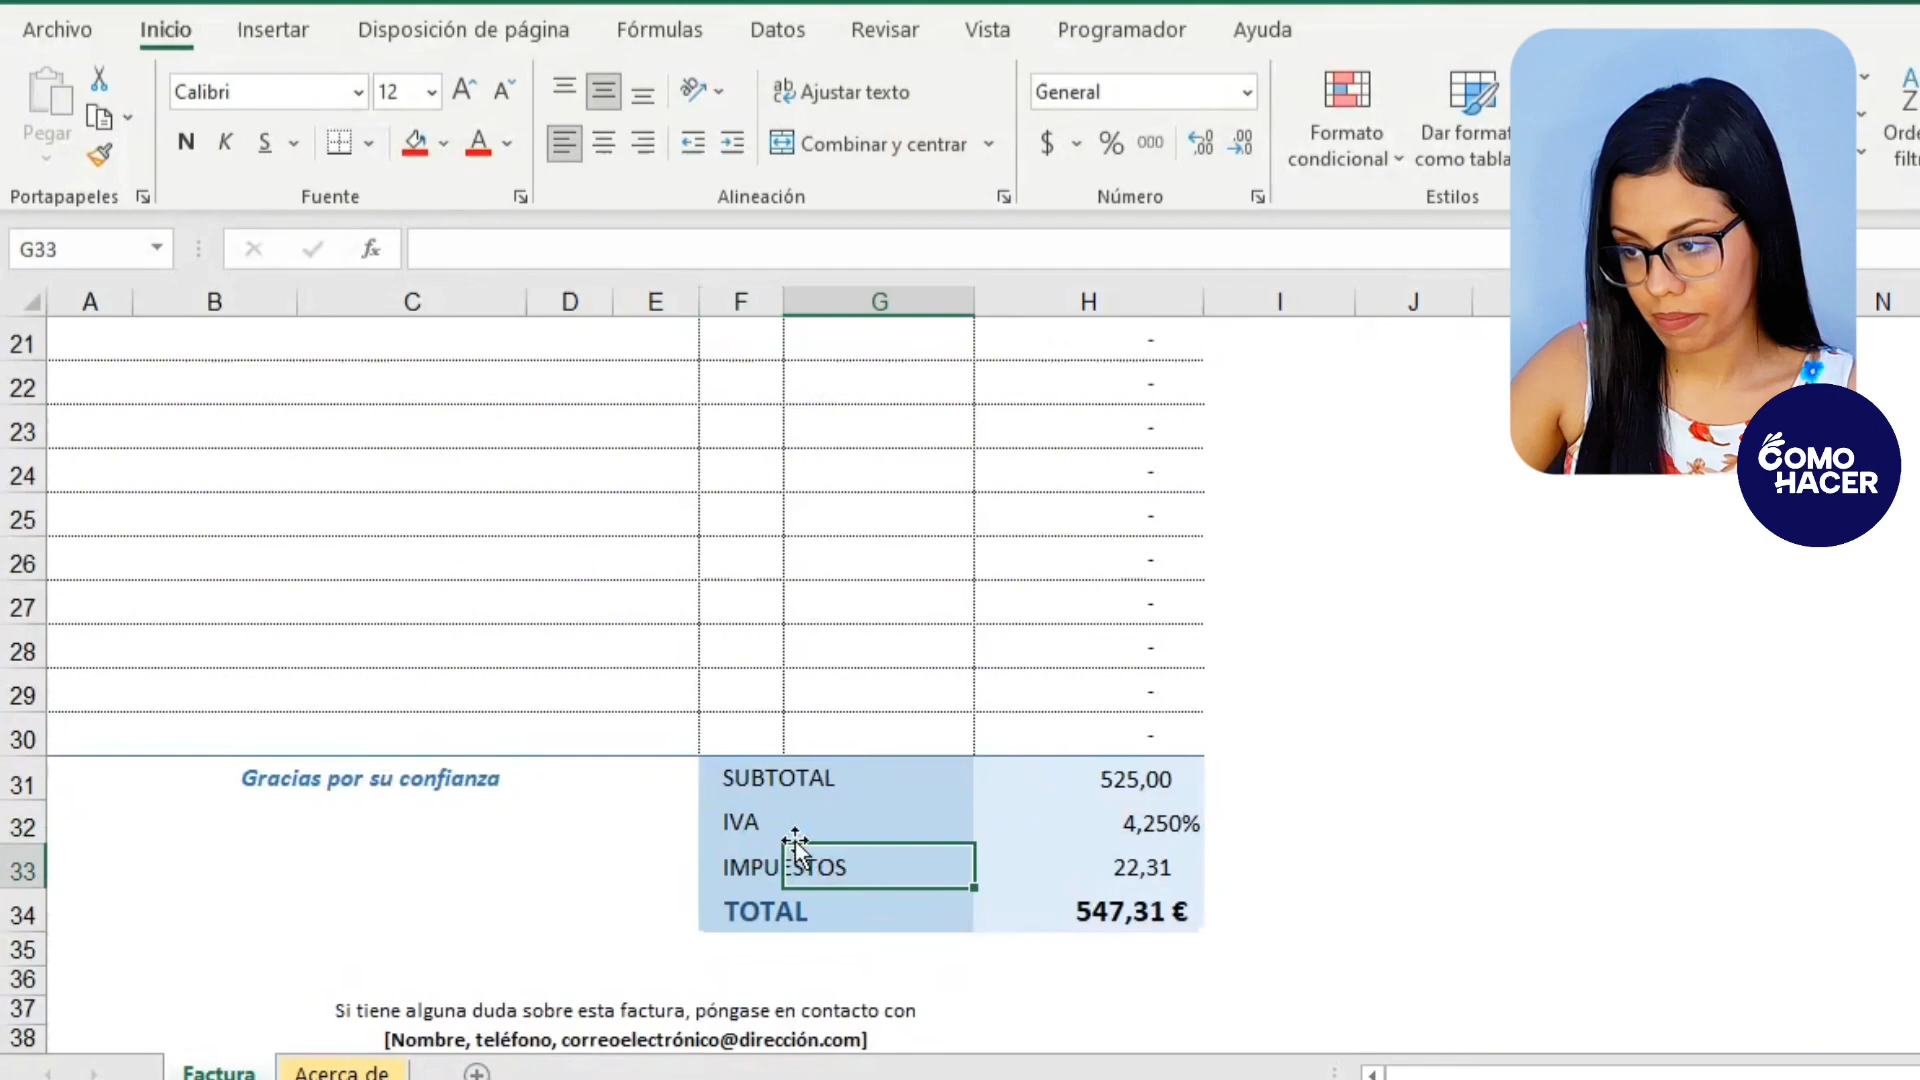 Archivo Inicio Insertar Disposición de página Fórmulas Datos Revisar Vista Programador Ayuda
Calibri 12 Ajustar texto General
Pegar N K S Combinar y centrar $ % 000 Formato condicional Dar format como tabla Orde filt
Portapapeles Fuente Alineación Número Estilos
G33 fx
A B C D E F G H I J N
21 -
22 -
23 -
24 -
25 -
26 -
27 -
28 -
29 -
30 -
31 Gracias por su confianza SUBTOTAL 525,00
32 IVA 4,250%
33 IMPUESTOS 22,31
34 TOTAL 547,31 €
35
36
37 Si tiene alguna duda sobre esta factura, póngase en contacto con
38 [Nombre, teléfono, correoelectrónico@dirección.com]
Factura Acerca de
COMO
HACER